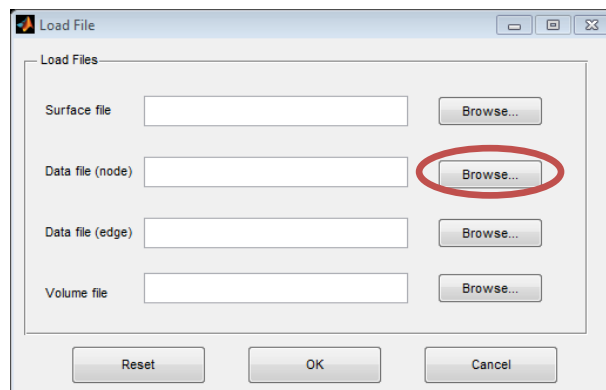 Load File
Load Files
Surface file Browse...
Data file (node) Browse...
Data file (edge) Browse...
Volume file Browse...
Reset OK Cancel